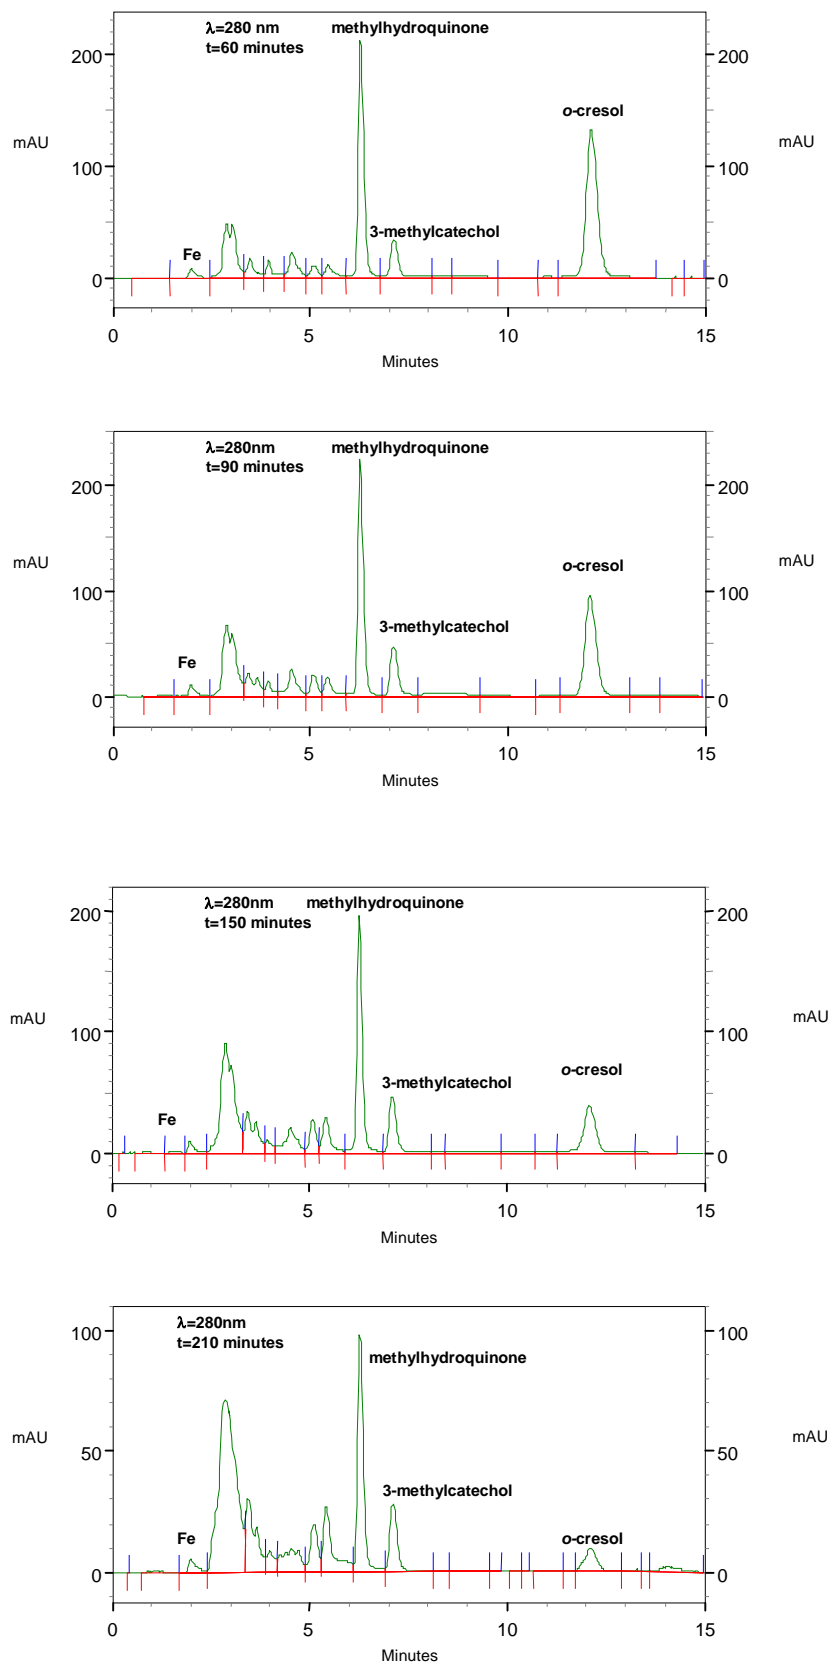 λ=280 nm methylhydroquinone
t=60 minutes
200 200
o-cresol
mAU mAU
100 100
3-methylcatechol
Fe
0 0
0 5 10 15
Minutes
λ=280nm methylhydroquinone
t=90 minutes
200 200
mAU o-cresol mAU
100 100
3-methylcatechol
Fe
0 0
0 5 10 15
Minutes
λ=280nm methylhydroquinone
t=150 minutes
200 200
mAU mAU
100 100
o-cresol
3-methylcatechol
Fe
0 0
0 5 10 15
Minutes
λ=280nm
t=210 minutes
100 100
methylhydroquinone
mAU mAU
50 50
3-methylcatechol
Fe o-cresol
0 0
0 5 10 15
Minutes